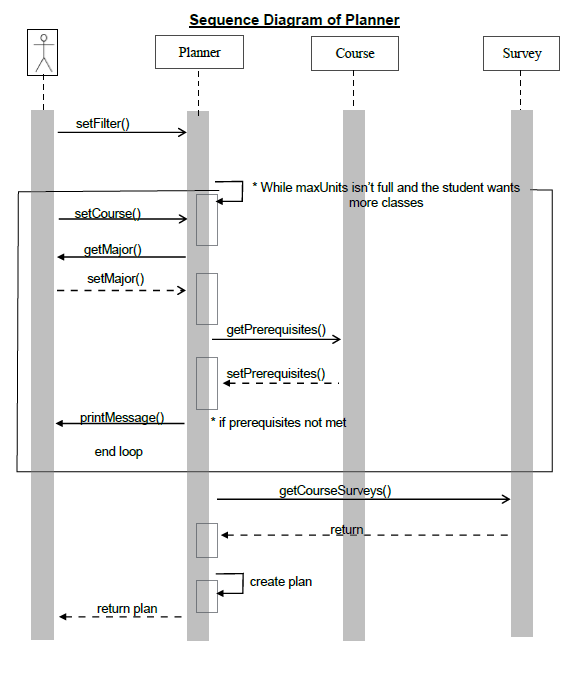 Sequence Diagram of Planner
Planner
Course
Survey
setFilter()
* While maxUnits isn't full and the student wants
more classes
setCourse()
getMajor()
setMajor()
getPrerequisites()
setPrerequisites()
printMessage()
* if prerequisites not met
end loop
getCourseSurveys()
return
create plan
return plan